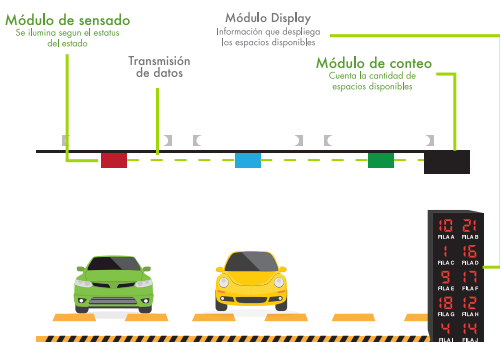 Módulo de sensado
Se ilumina segun el estatus
del estado
Transmisión
de datos
Módulo Display
Información que despliega
los espacios disponibles
Módulo de conteo
Cuenta la cantidad de
espacios disponibles
10 21
FILA A FILA B
1 16
FILA C FILA D
9 17
FILA E FILA F
18 12
FILA G FILA H
4 14
FILA I FILA J